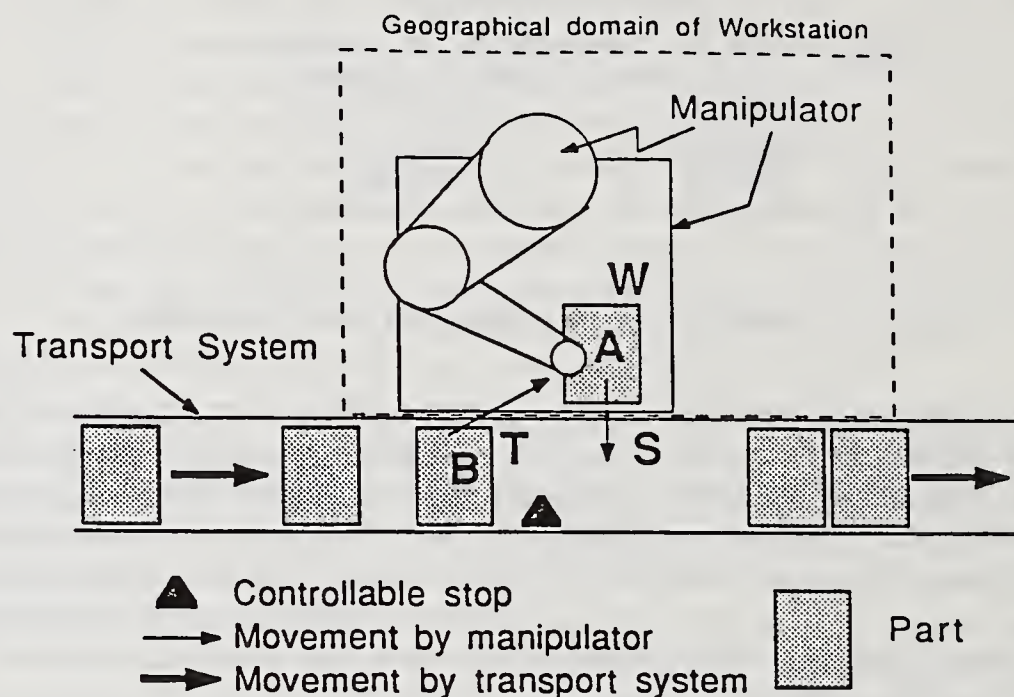 Geographical domain of Workstation
Manipulator
W
A
Transport System
B
T
S
Controllable stop
Movement by manipulator
Movement by transport system
Part